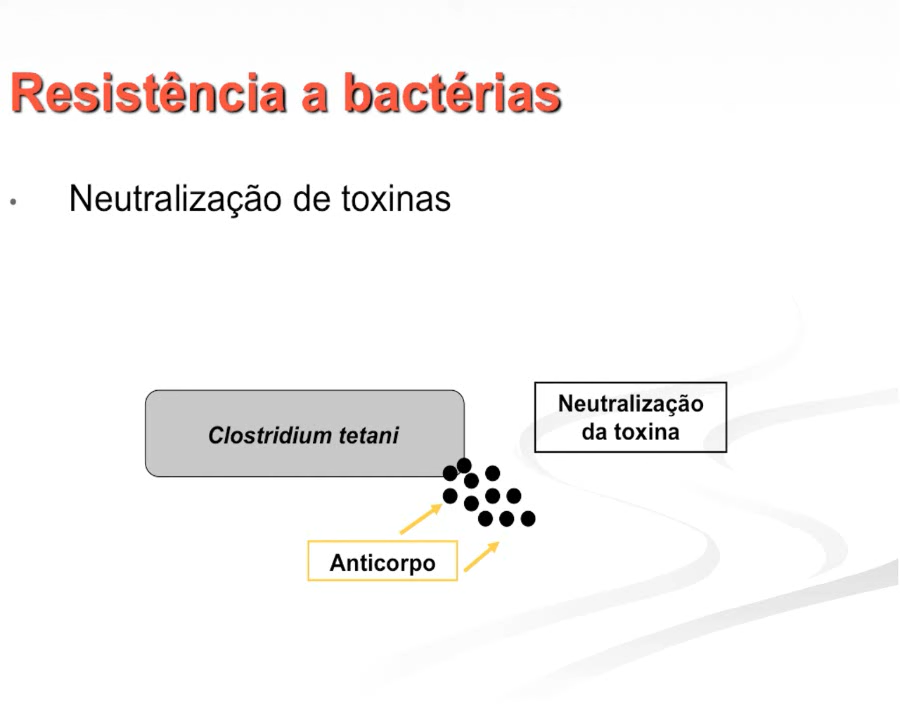 Resistência a bactérias
• Neutralização de toxinas
Neutralização
da toxina
Clostridium tetani
Anticorpo